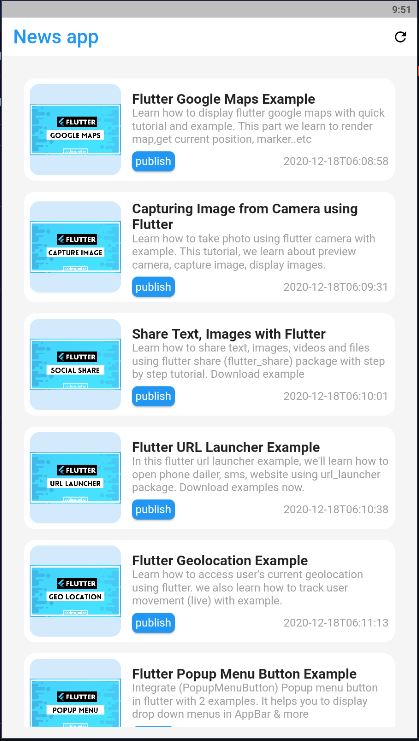 9:51
News app
FLUTTER
GOOGLE MAPS
Flutter Google Maps Example
Learn how to display flutter google maps with quick
tutorial and example. This part we learn to render
map,get current position, marker..etc
publish
2020-12-18T06:08:58
FLUTTER
CAPTURE IMAGE
Capturing Image from Camera using
Flutter
Learn how to take photo using flutter camera with
example. This tutorial, we learn about preview
camera, capture image, display images.
publish
2020-12-18T06:09:31
FLUTTER
SOCIAL SHARE
Share Text, Images with Flutter
Learn how to share text, images, videos and files
using flutter share (flutter_share) package with step
by step tutorial. Download example
publish
2020-12-18T06:10:01
FLUTTER
URL LAUNCHER
Flutter URL Launcher Example
In this flutter url launcher example, we'll learn how to
open phone dailer, sms, website using url_launcher
package. Download examples now.
publish
2020-12-18T06:10:38
FLUTTER
GEO LOCATION
Flutter Geolocation Example
Learn how to access user's current geolocation
using flutter. we also learn how to track user
movement (live) with example.
publish
2020-12-18T06:11:13
FLUTTER
POPUP MENU
Flutter Popup Menu Button Example
Integrate (PopupMenuButton) Popup menu button
in flutter with 2 examples. It helps you to display
drop down menus in AppBar & more